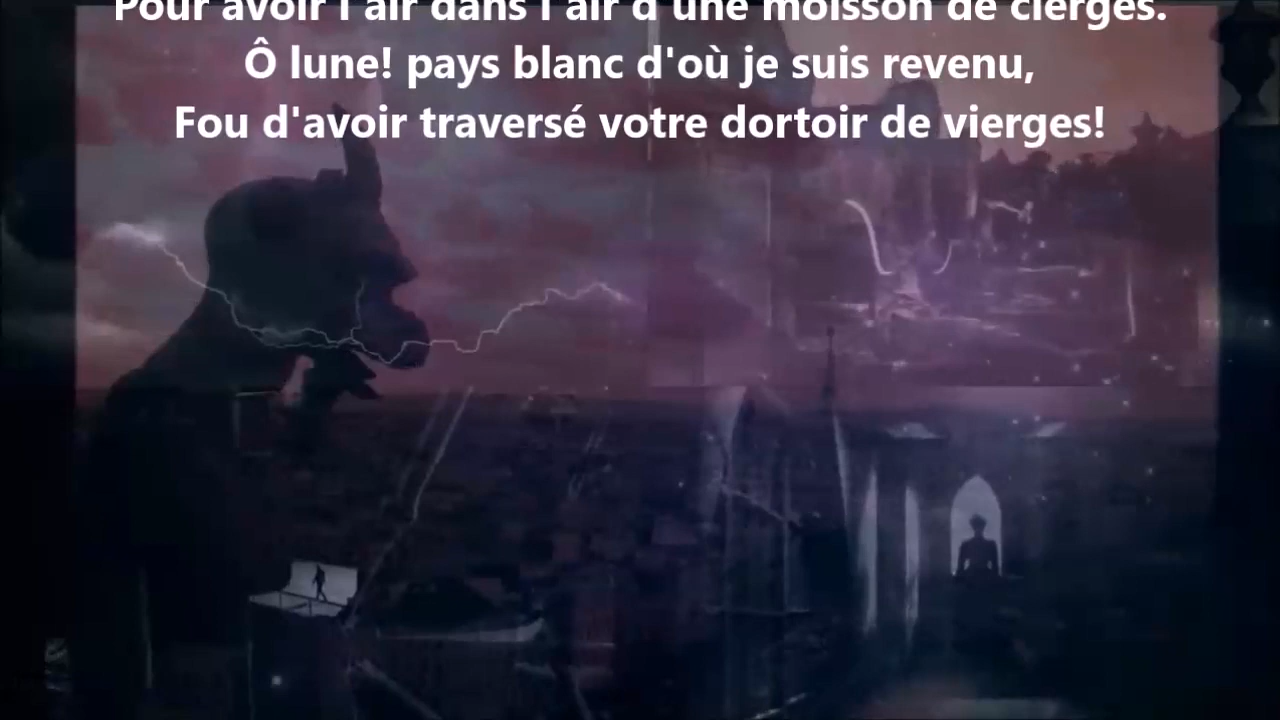 Pour avoir l'air dans l'air d'une moisson de cierges.
Ô lune! pays blanc d'où je suis revenu,
Fou d'avoir traversé votre dortoir de vierges!